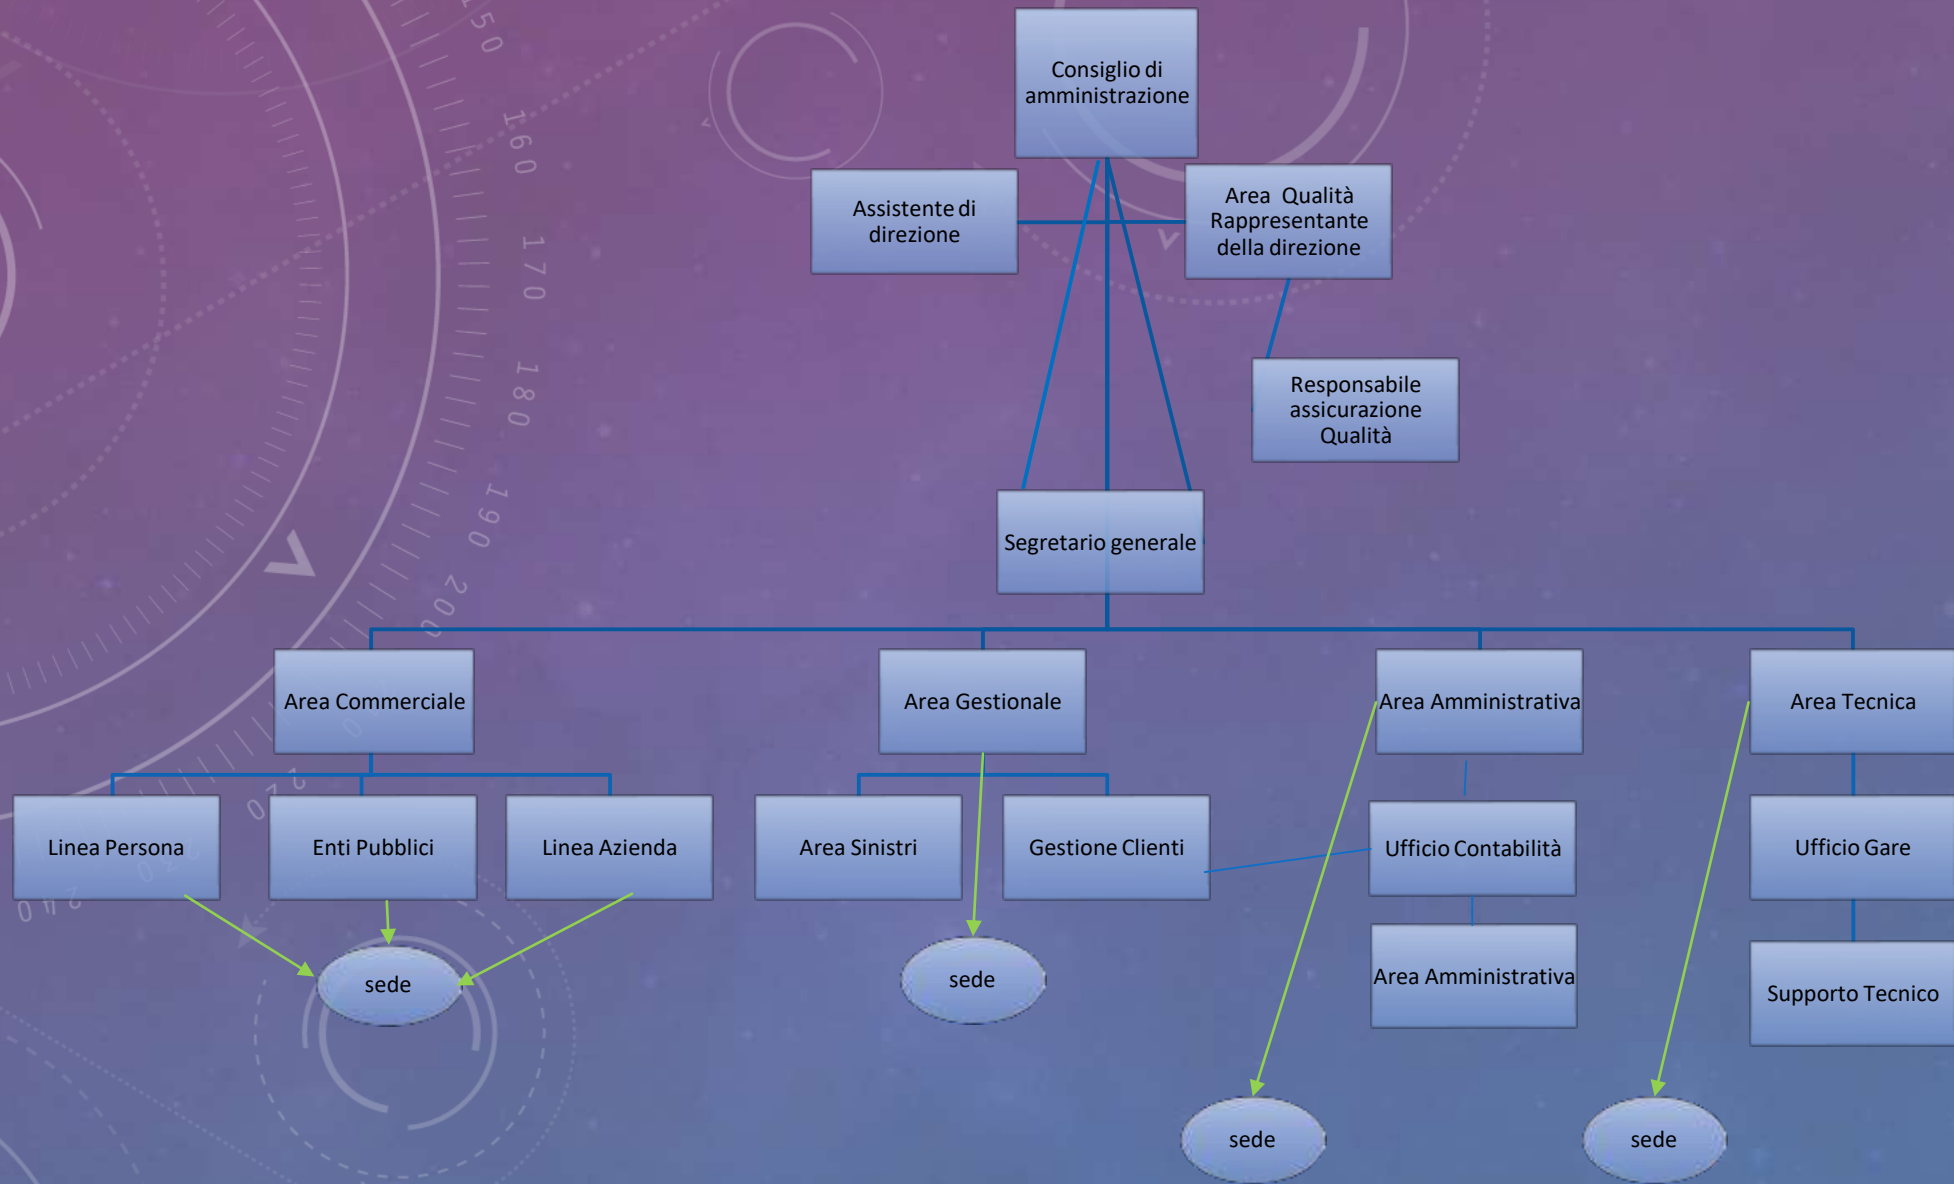 Consiglio di
amministrazione
Assistente di
direzione
Area Qualità
Rappresentante
della direzione
Responsabile
assicurazione
Qualità
Segretario generale
Area Commerciale
Area Gestionale
Area Amministrativa
Area Tecnica
Linea Persona
Enti Pubblici
Linea Azienda
Area Sinistri
Gestione Clienti
Ufficio Contabilità
Ufficio Gare
Area Amministrativa
Supporto Tecnico
sede
sede
sede
sede
150
160
170
180
190
200
220
240